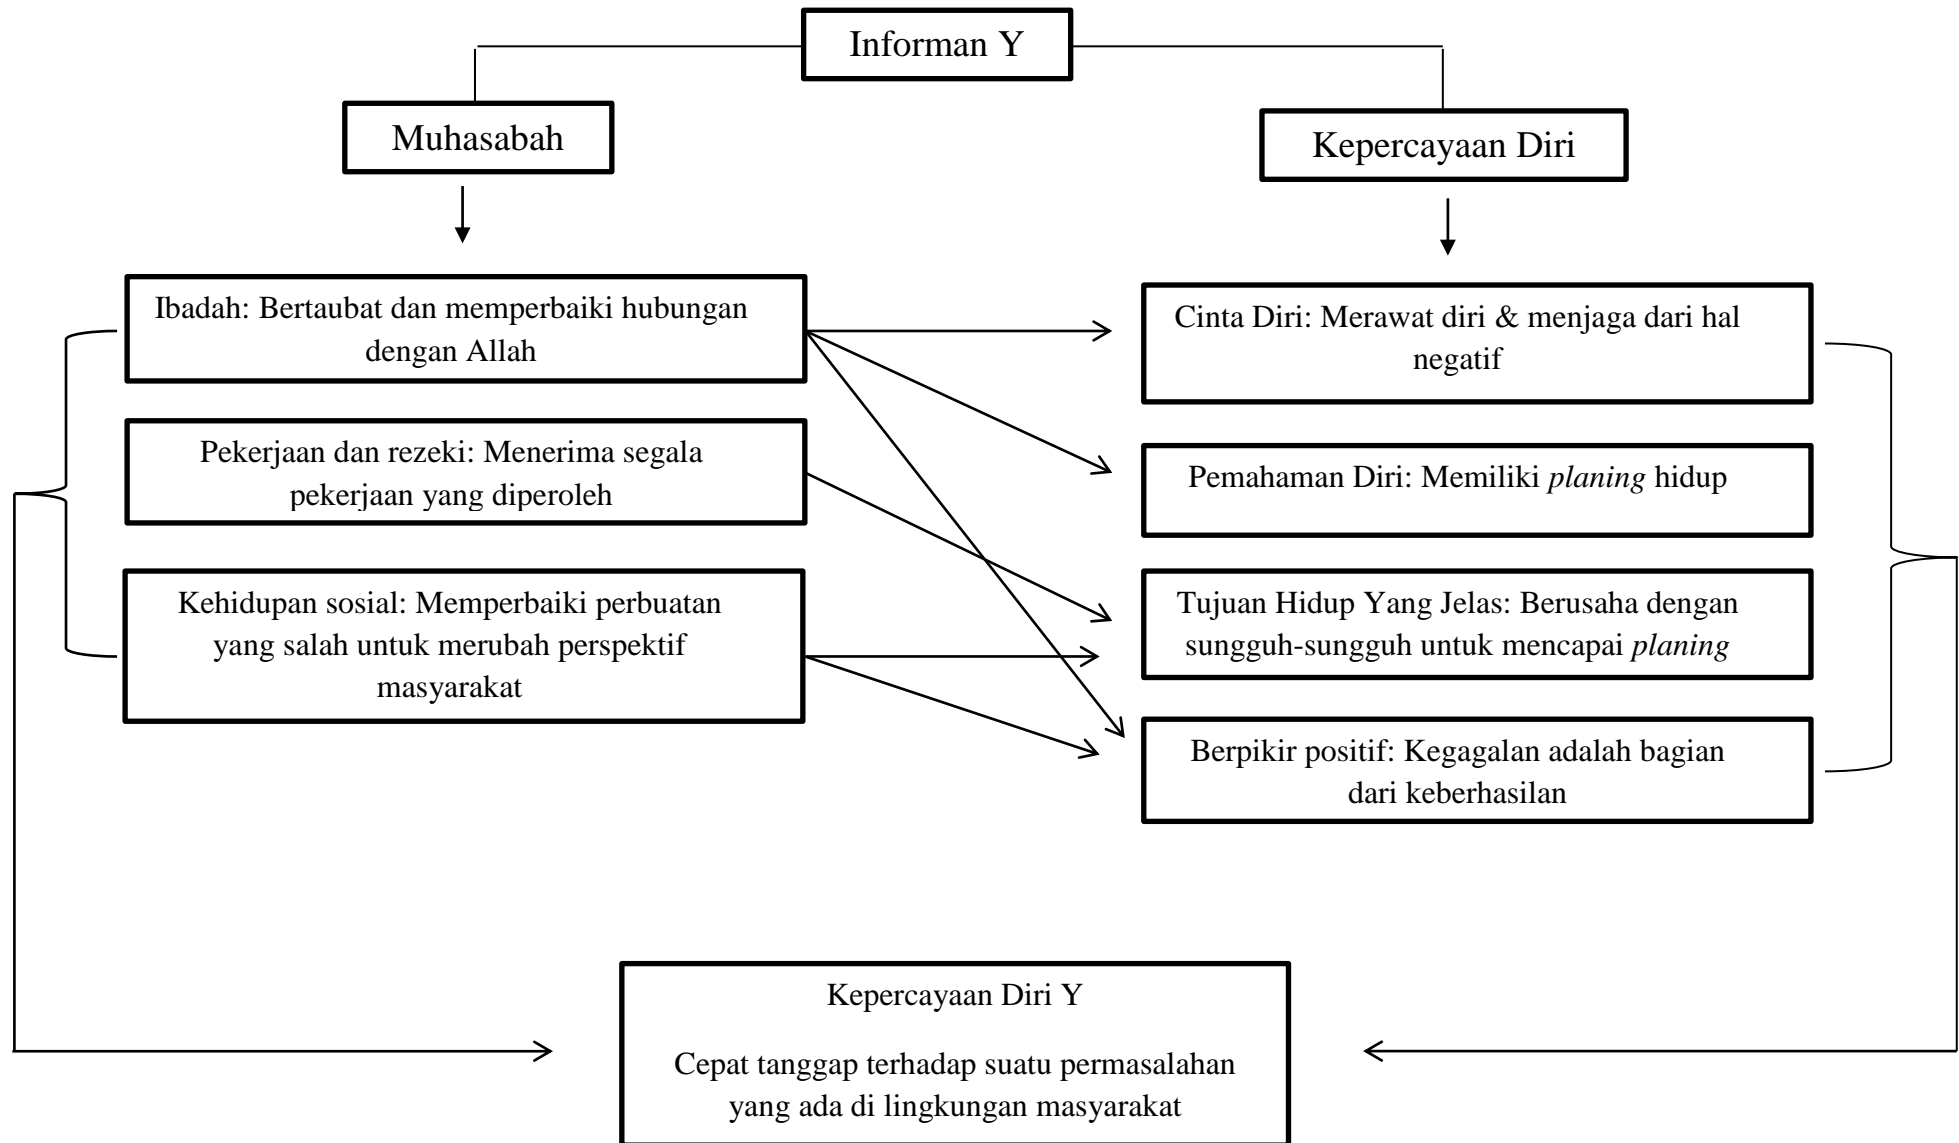 Informan Y
Muhasabah
Kepercayaan Diri
Ibadah: Bertaubat dan memperbaiki hubungan
dengan Allah
Pekerjaan dan rezeki: Menerima segala
pekerjaan yang diperoleh
Kehidupan sosial: Memperbaiki perbuatan
yang salah untuk merubah perspektif
masyarakat
Cinta Diri: Merawat diri & menjaga dari hal
negatif
Pemahaman Diri: Memiliki planing hidup
Tujuan Hidup Yang Jelas: Berusaha dengan
sungguh-sungguh untuk mencapai planing
Berpikir positif: Kegagalan adalah bagian
dari keberhasilan
Kepercayaan Diri Y
Cepat tanggap terhadap suatu permasalahan
yang ada di lingkungan masyarakat